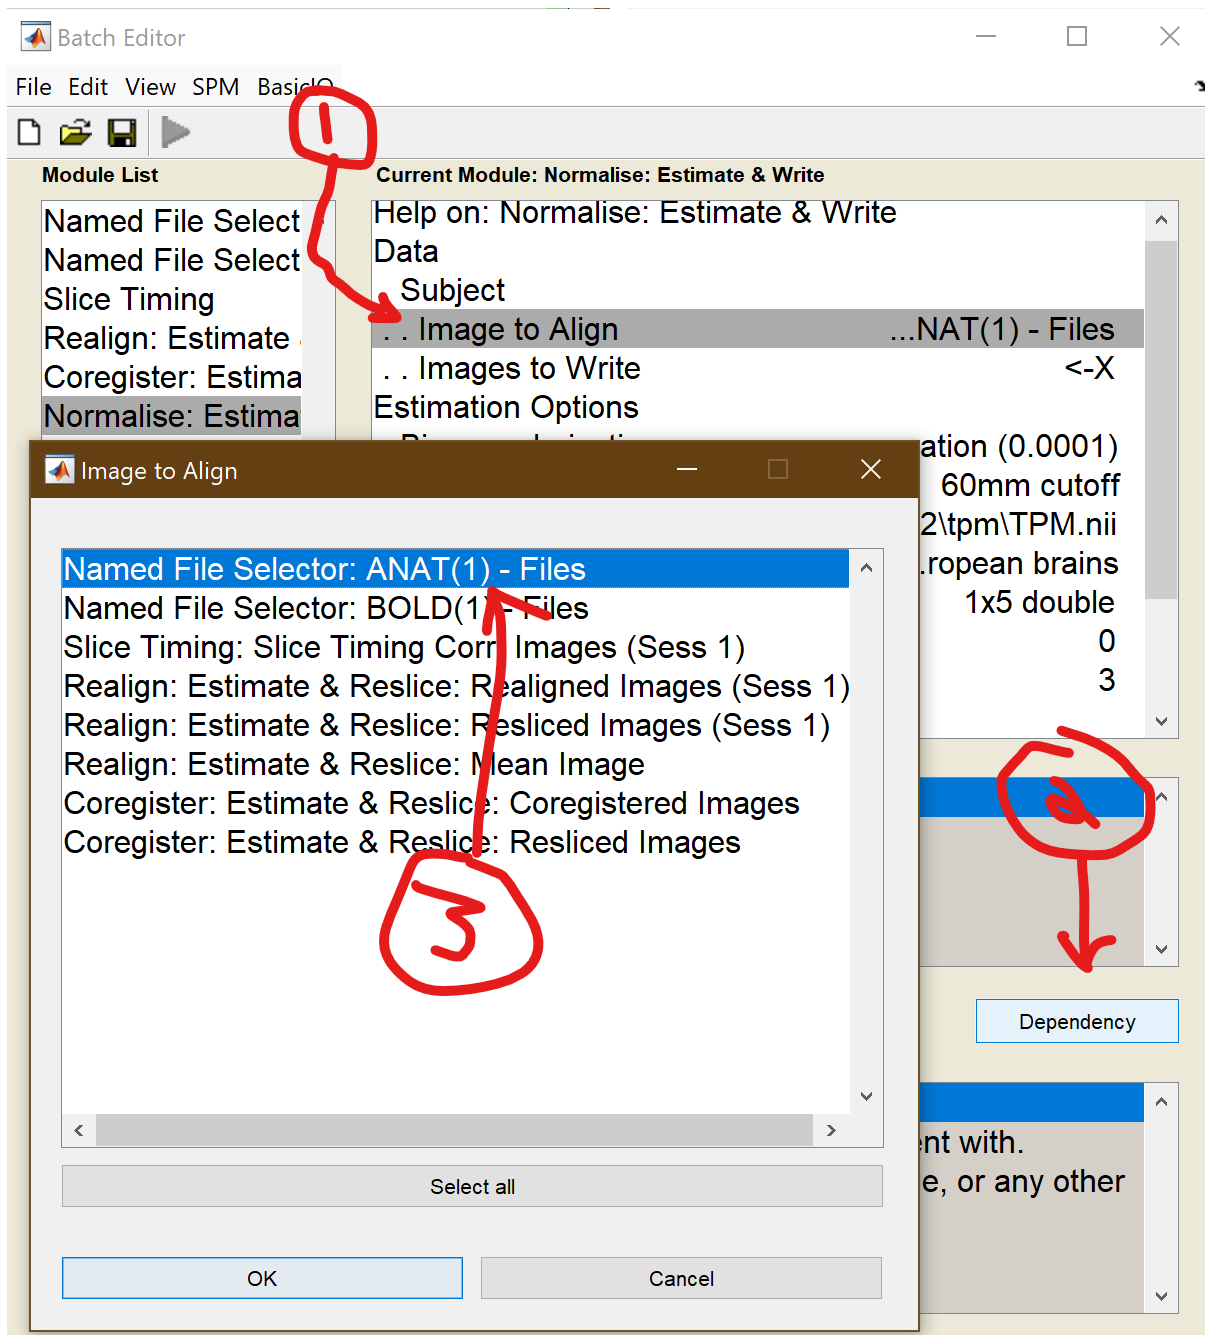 Batch Editor
File Edit View SPM BasicIO
1
Module List
Current Module: Normalise: Estimate & Write
Named File Select
Named File Select
Slice Timing
Realign: Estimate
Coregister: Estima
Normalise: Estima
Help on: Normalise: Estimate & Write
Data
Subject
. . Image to Align ...NAT(1) - Files
. . Images to Write <-X
Estimation Options
ation (0.0001)
60mm cutoff
2\tpm\TPM.nii
.ropean brains
1x5 double
0
3
Image to Align
Named File Selector: ANAT(1) - Files
Named File Selector: BOLD(1) - Files
Slice Timing: Slice Timing Corr. Images (Sess 1)
Realign: Estimate & Reslice: Realigned Images (Sess 1)
Realign: Estimate & Reslice: Resliced Images (Sess 1)
Realign: Estimate & Reslice: Mean Image
Coregister: Estimate & Reslice: Coregistered Images
Coregister: Estimate & Reslice: Resliced Images
3
Select all
OK
Cancel
2
Dependency
ent with.
e, or any other